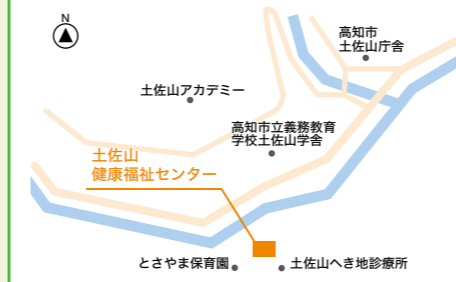 N
高知市
土佐山庁舎
土佐山アカデミー
高知市立義務教育
学校土佐山学舎
土佐山
健康福祉センター
とさやま保育園
土佐山へき地診療所